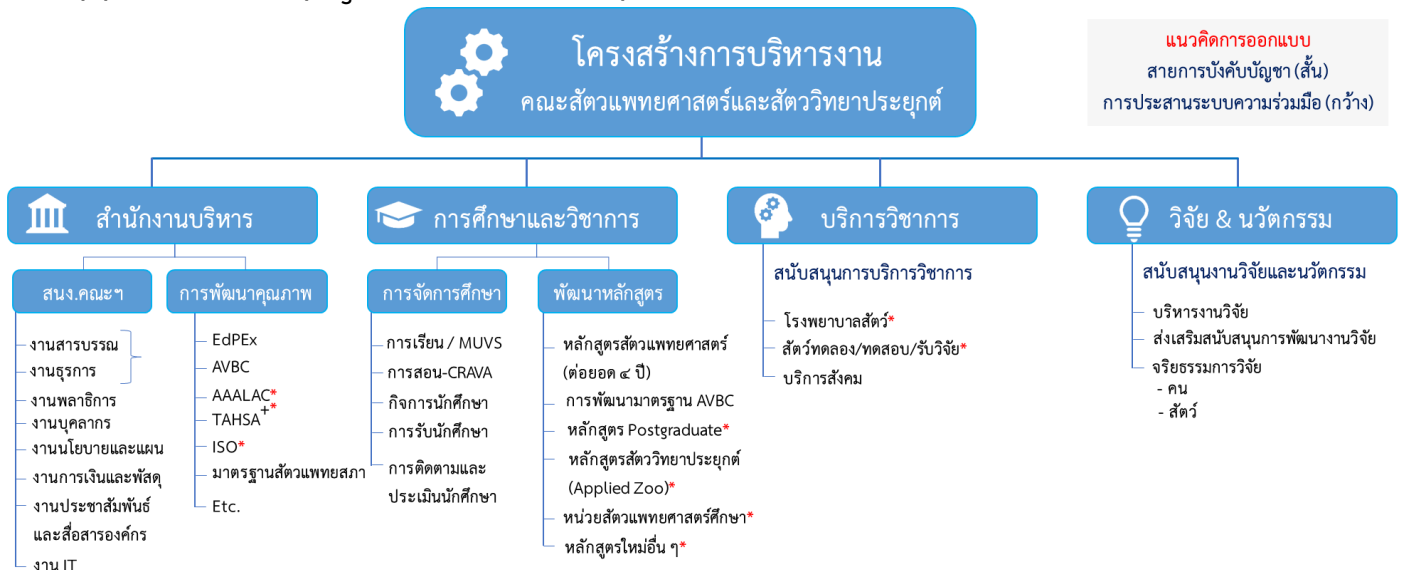 โครงสร้างการบริหารงาน
คณะสัตวแพทยศาสตร์และสัตววิทยาประยุกต์
แนวคิดการออกแบบ
สายการบังคับบัญชา (สั้น)
การประสานระบบความร่วมมือ (กว้าง)
สำนักงานบริหาร
สนง.คณะฯ
งานสารบรรณ
งานธุรการ
งานพลาธิการ
งานบุคลากร
งานนโยบายและแผน
งานการเงินและพัสดุ
งานประชาสัมพันธ์
และสื่อสารองค์กร
งาน IT
การพัฒนาคุณภาพ
EdPEx
AVBC
AAALAC*
TAHSA+*
ISO*
มาตรฐานสัตวแพทยสภา
Etc.
การศึกษาและวิชาการ
การจัดการศึกษา
การเรียน / MUVS
การสอน-CRAVA
กิจการนักศึกษา
การรับนักศึกษา
การติดตามและ
ประเมินนักศึกษา
พัฒนาหลักสูตร
หลักสูตรสัตวแพทยศาสตร์
(ต่อยอด ๔ ปี)
การพัฒนามาตรฐาน AVBC
หลักสูตร Postgraduate*
หลักสูตรสัตววิทยาประยุกต์
(Applied Zoo)*
หน่วยสัตวแพทยศาสตร์ศึกษา*
หลักสูตรใหม่อื่น ๆ*
บริการวิชาการ
สนับสนุนการบริการวิชาการ
โรงพยาบาลสัตว์*
สัตว์ทดลอง/ทดสอบ/รับวิจัย*
บริการสังคม
วิจัย & นวัตกรรม
สนับสนุนงานวิจัยและนวัตกรรม
บริหารงานวิจัย
ส่งเสริมสนับสนุนการพัฒนางานวิจัย
จริยธรรมการวิจัย
- คน
- สัตว์